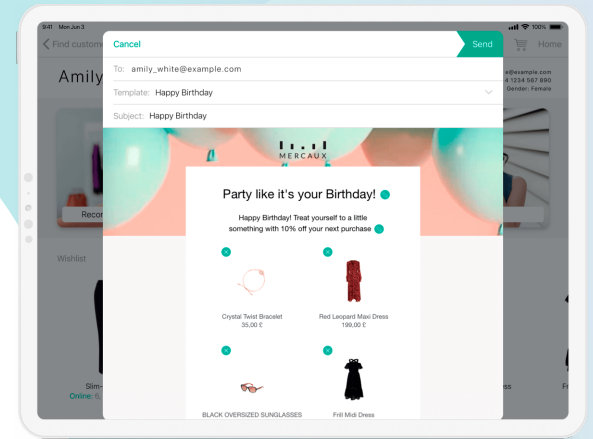 9:41 Mon Jun 3
100%
Find custome
Cancel
Send
Home
Amily
To: amily_white@example.com
e@example.com
4 1234 567 890
Gender: Female
Template: Happy Birthday
Subject: Happy Birthday
MERCAUX
Party like it's your Birthday!
Happy Birthday! Treat yourself to a little
something with 10% off your next purchase
Recor
Wishlist
Crystal Twist Bracelet
35,00 £
Red Leopard Maxi Dress
199,00 £
Slim-
Online:
BLACK OVERSIZED SUNGLASSES
Frill Midi Dress
ess
Fr